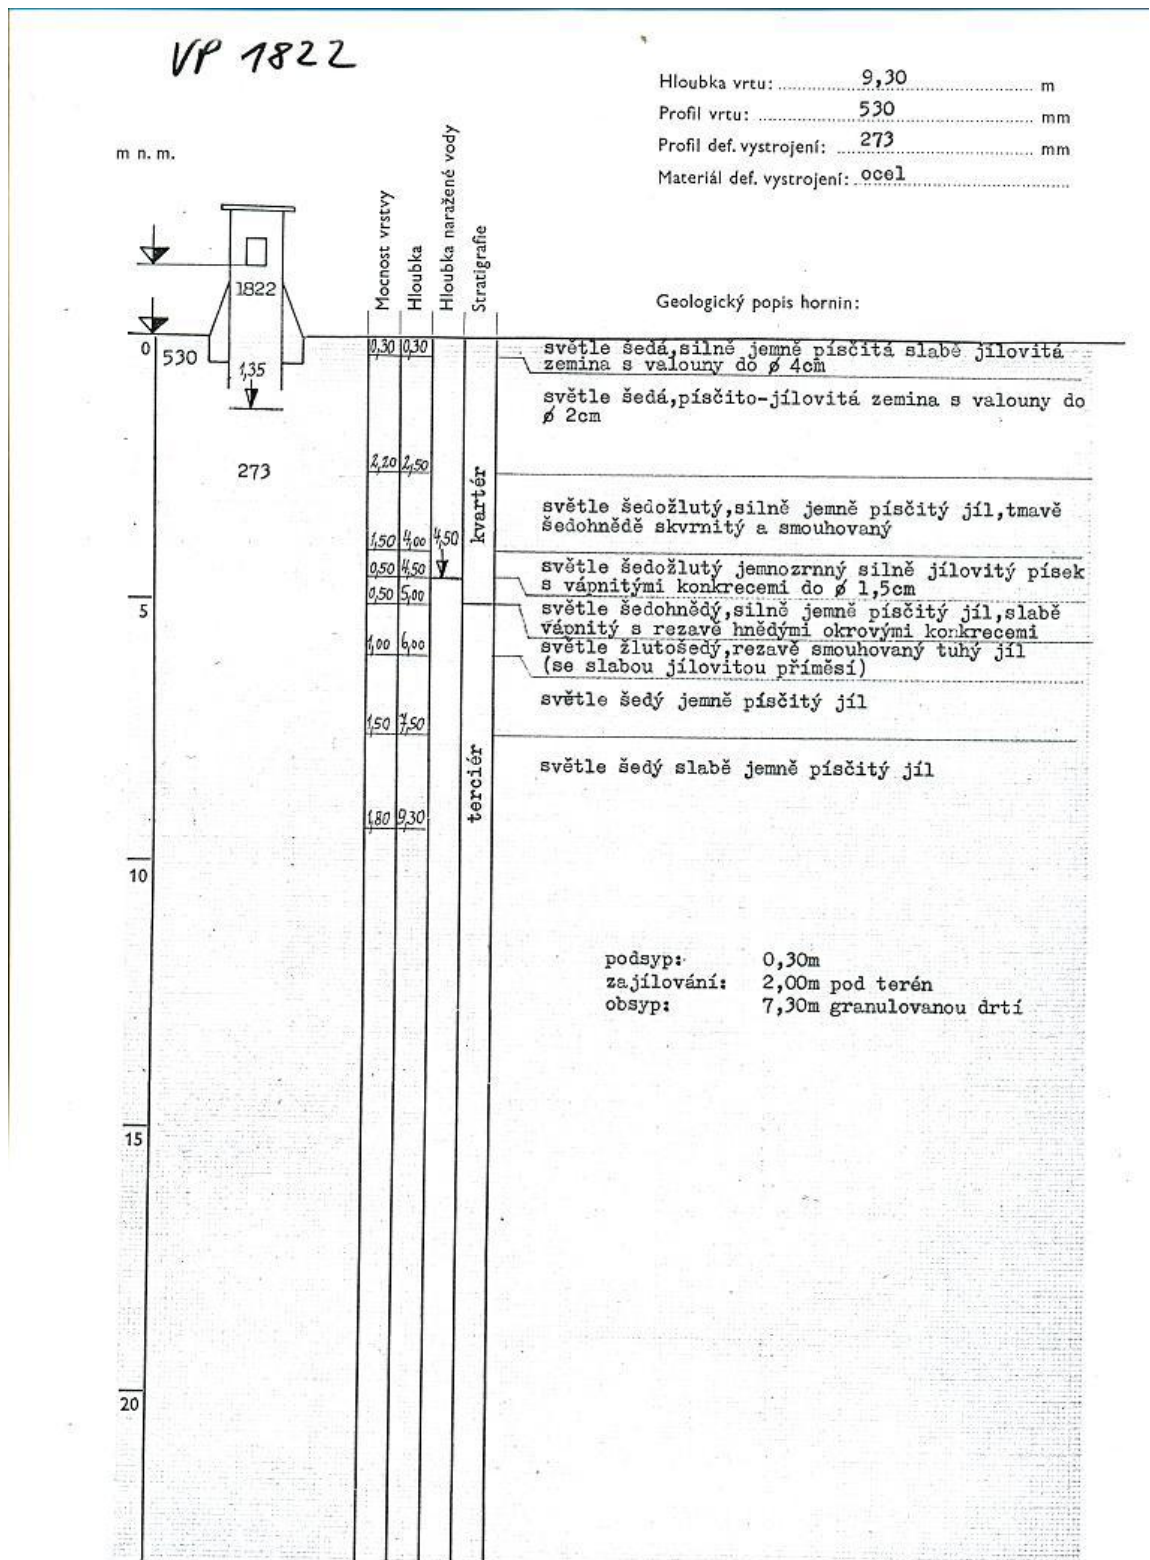 VP 1822
Hloubka vrtu: 9,30 m
Profil vrtu: 530 mm
Profil def. vystrojení: 273 mm
Materiál def. vystrojení: ocel
m n. m.
Mocnost vrstvy
Hloubka
Hloubka naražené vody
Stratigrafie
Geologický popis hornin:
1822
0
530
1,35
273
0,30 0,30
světle šedá,silně jemně písčitá slabě jílovitá
zemina s valouny do ø 4cm
světle šedá,písčito-jílovitá zemina s valouny do
ø 2cm
2,20 2,50
kvartér
světle šedožlutý,silně jemně písčitý jíl,tmavě
šedohnědě skvrnitý a smouhovaný
1,50 4,00 4,50
světle šedožlutý jemnozrnný silně jílovitý písek
s vápnitými konkrecemi do ø 1,5cm
0,50 4,50
5
0,50 5,00
světle šedohnědý,silně jemně písčitý jíl,slabě
vápnitý s rezavě hnědými okrovými konkrecemi
1,00 6,00
světle žlutošedý,rezavě smouhovaný tuhý jíl
(se slabou jílovitou příměsí)
světle šedý jemně písčitý jíl
1,50 7,50
terciér
světle šedý slabě jemně písčitý jíl
1,80 9,30
10
podsyp: 0,30m
zajílování: 2,00m pod terén
obsyp: 7,30m granulovanou drtí
15
20